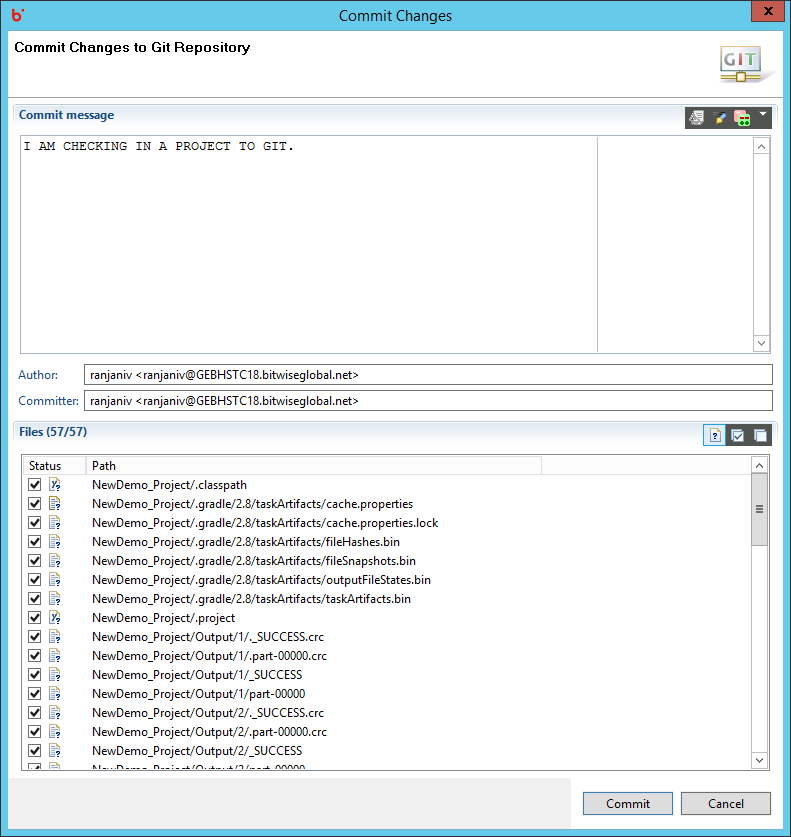 Commit Changes
Commit Changes to Git Repository
GIT
Commit message
I AM CHECKING IN A PROJECT TO GIT.
Author: ranjaniv <ranjaniv@GEBHSTC18.bitwiseglobal.net>
Committer: ranjaniv <ranjaniv@GEBHSTC18.bitwiseglobal.net>
Files (57/57)
Status Path
NewDemo_Project/.classpath
NewDemo_Project/.gradle/2.8/taskArtifacts/cache.properties
NewDemo_Project/.gradle/2.8/taskArtifacts/cache.properties.lock
NewDemo_Project/.gradle/2.8/taskArtifacts/fileHashes.bin
NewDemo_Project/.gradle/2.8/taskArtifacts/fileSnapshots.bin
NewDemo_Project/.gradle/2.8/taskArtifacts/outputFileStates.bin
NewDemo_Project/.gradle/2.8/taskArtifacts/taskArtifacts.bin
NewDemo_Project/.project
NewDemo_Project/Output/1/._SUCCESS.crc
NewDemo_Project/Output/1/.part-00000.crc
NewDemo_Project/Output/1/_SUCCESS
NewDemo_Project/Output/1/part-00000
NewDemo_Project/Output/2/._SUCCESS.crc
NewDemo_Project/Output/2/.part-00000.crc
NewDemo_Project/Output/2/_SUCCESS
NewDemo_Project/Output/2/part-00000
Commit Cancel